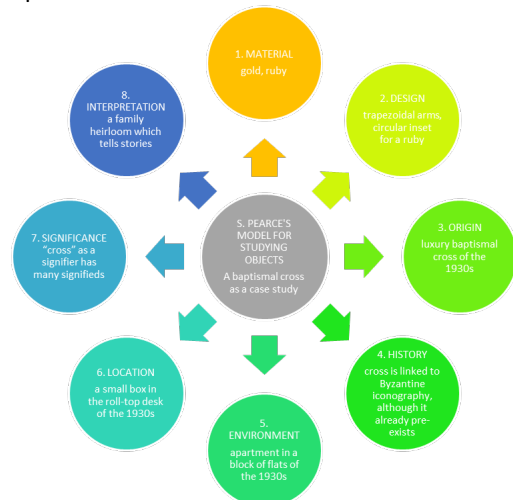 1. MATERIAL
gold, ruby
2. DESIGN
trapezoidal arms,
circular inset
for a ruby
3. ORIGIN
luxury baptismal
cross of the
1930s
4. HISTORY
cross is linked to
Byzantine
iconography,
although it
already pre-
exists
5.
ENVIRONMENT
apartment in a
block of flats of
the 1930s
6. LOCATION
a small box in
the roll-top desk
of the 1930s
7. SIGNIFICANCE
“cross” as a
signifier has
many signifieds
8.
INTERPRETATION
a family
heirloom which
tells stories
S. PEARCE'S
MODEL FOR
STUDYING
OBJECTS
A baptismal cross
as a case study